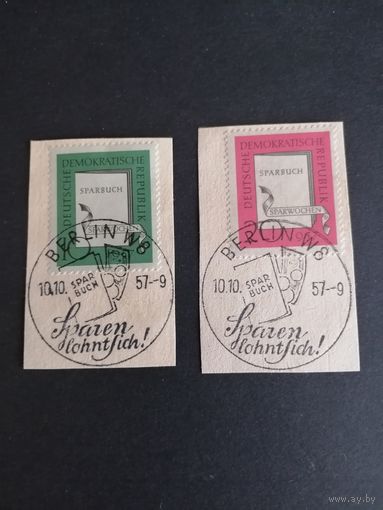 DEUTSCHE DEMOKRATISCHE REPUBLIK
SPARBUCH
SPARWOCHEN
BERLIN W8
10.10. 57--9
SPAR
BUCH
Sparen
lohnt sich!
DEUTSCHE DEMOKRATISCHE REPUBLIK
SPARBUCH
SPARWOCHEN
BERLIN W8
10.10. 57--9
SPAR
BUCH
Sparen
lohnt sich!
www.ay.by